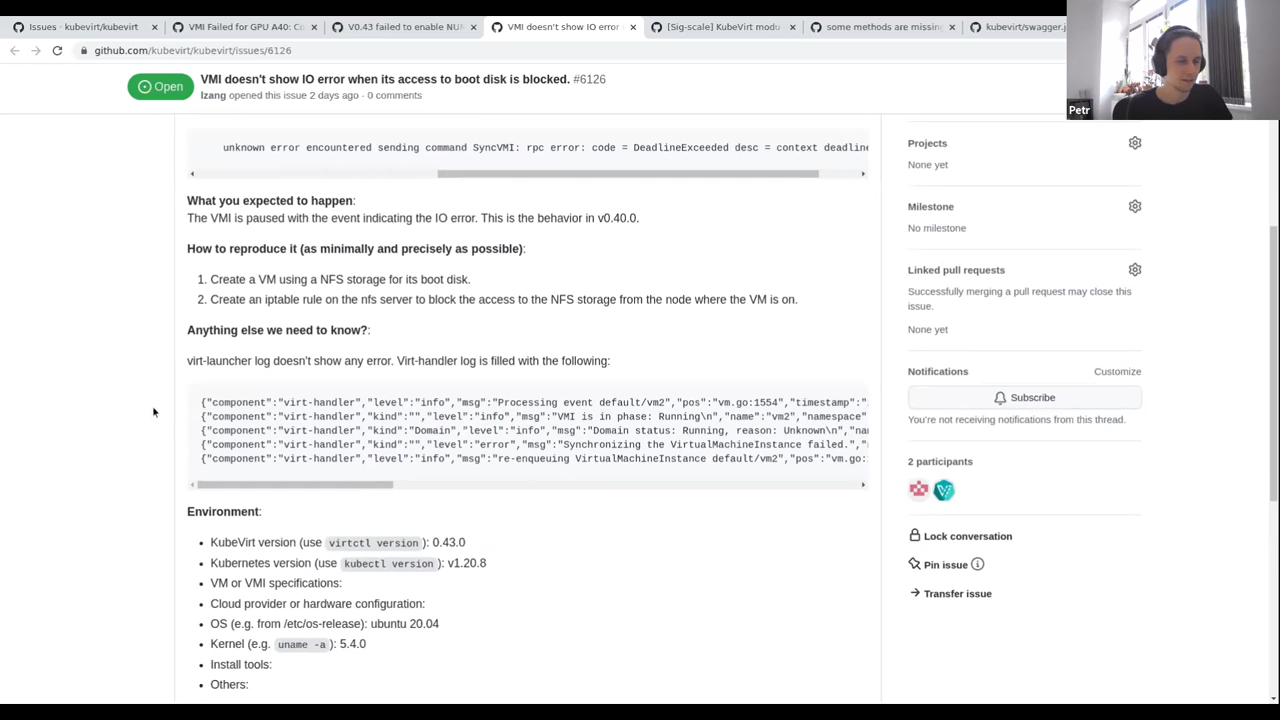 Issues · kubevirt/kubevirt
VMI Failed for GPU A40: Co
V0.43 failed to enable NU
VMI doesn't show IO error
[Sig-scale] KubeVirt modu
some methods are missin
kubevirt/swagger.j
github.com/kubevirt/kubevirt/issues/6126
Petr
Open
VMI doesn't show IO error when its access to boot disk is blocked. #6126
lzang opened this issue 2 days ago · 0 comments
unknown error encountered sending command SyncVMI: rpc error: code = DeadlineExceeded desc = context deadline
What you expected to happen:
The VMI is paused with the event indicating the IO error. This is the behavior in v0.40.0.
How to reproduce it (as minimally and precisely as possible):
1. Create a VM using a NFS storage for its boot disk.
2. Create an iptable rule on the nfs server to block the access to the NFS storage from the node where the VM is on.
Anything else we need to know?:
virt-launcher log doesn't show any error. Virt-handler log is filled with the following:
{"component":"virt-handler","level":"info","msg":"Processing event default/vm2","pos":"vm.go:1554","timestamp":"
{"component":"virt-handler","kind":"","level":"info","msg":"VMI is in phase: Running\n","name":"vm2","namespace"
{"component":"virt-handler","kind":"Domain","level":"info","msg":"Domain status: Running, reason: Unknown\n","na
{"component":"virt-handler","kind":"","level":"error","msg":"Synchronizing the VirtualMachineInstance failed.","
{"component":"virt-handler","level":"info","msg":"re-enqueuing VirtualMachineInstance default/vm2","pos":"vm.go:
Environment:
• KubeVirt version (use virtctl version): 0.43.0
• Kubernetes version (use kubectl version): v1.20.8
• VM or VMI specifications:
• Cloud provider or hardware configuration:
• OS (e.g. from /etc/os-release): ubuntu 20.04
• Kernel (e.g. uname -a): 5.4.0
• Install tools:
• Others:
Projects
None yet
Milestone
No milestone
Linked pull requests
Successfully merging a pull request may close this
issue.
None yet
Notifications
Customize
Subscribe
You're not receiving notifications from this thread.
2 participants
Lock conversation
Pin issue
Transfer issue